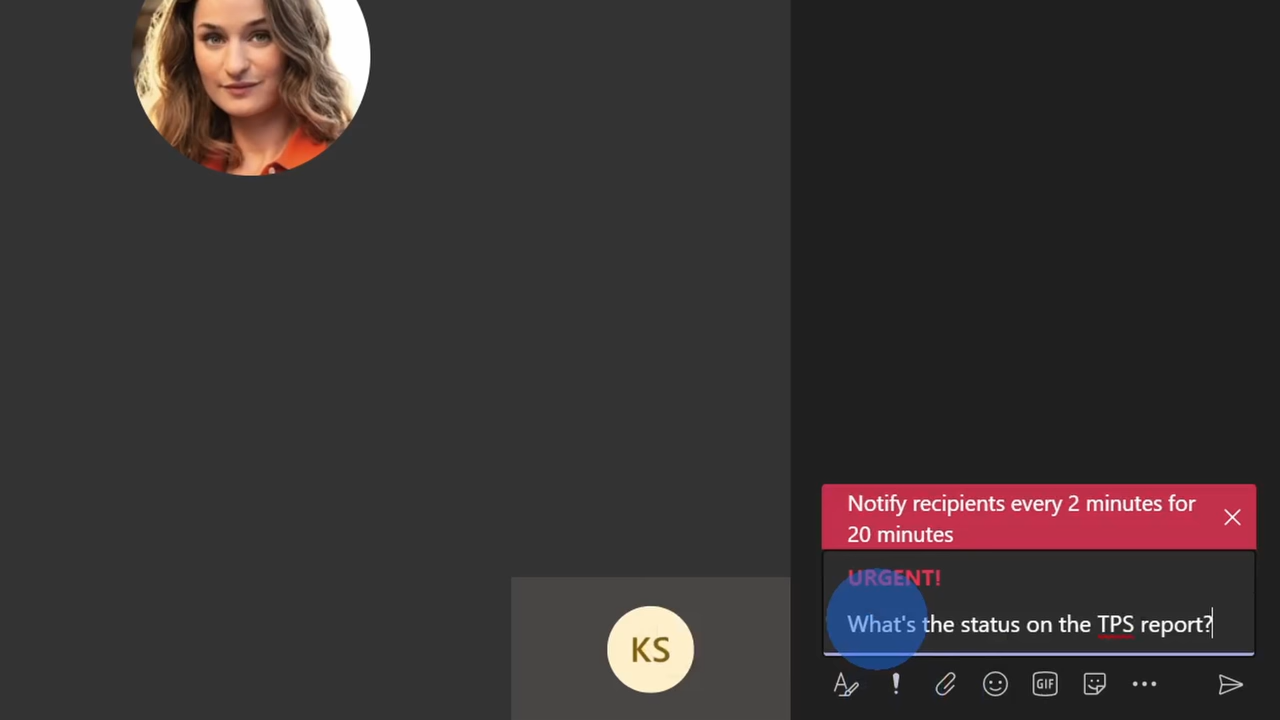 Notify recipients every 2 minutes for
20 minutes
URGENT!
What's the status on the TPS report?
KS
GIF